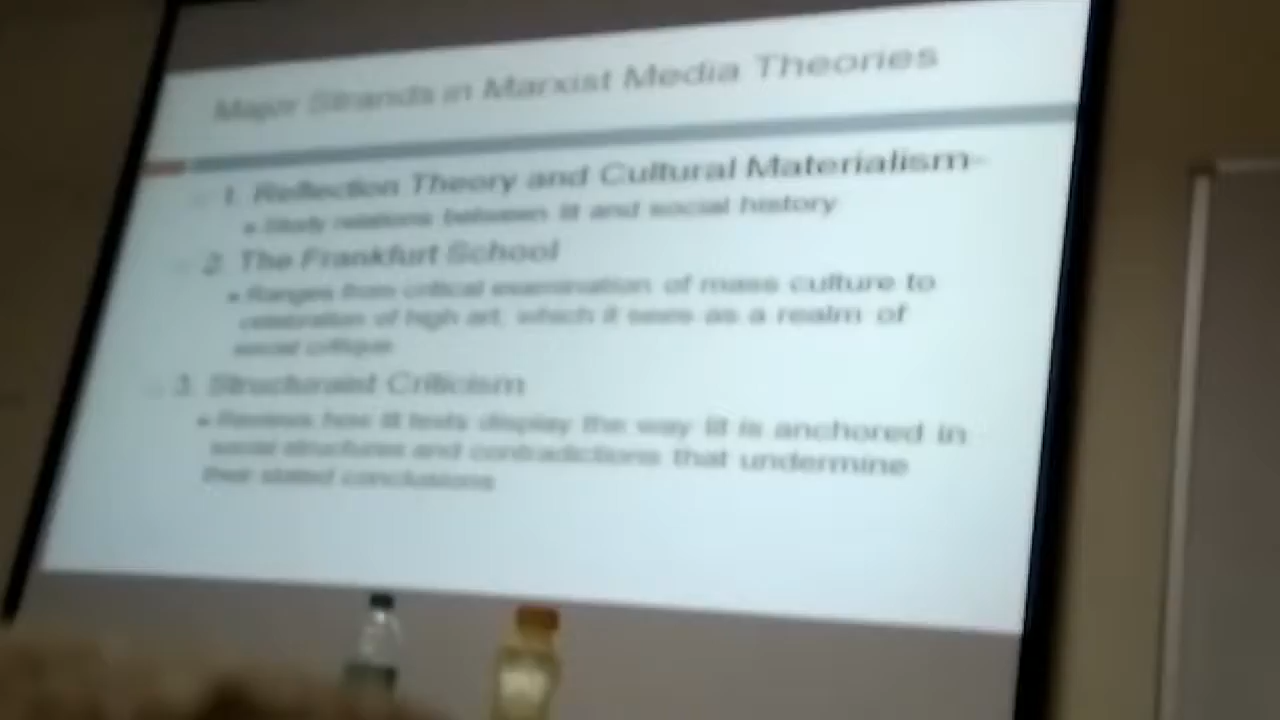 Major Strands in Marxist Media Theories
1. Reflection Theory and Cultural Materialism-
Study relations between lit and social history
2. The Frankfurt School
Ranges from critical examination of mass culture to
celebration of high art, which it sees as a realm of
social critique
3. Structuralist Criticism
how lit texts display the way lit is anchored in
social structures and contradictions that undermine
their stated conclusions